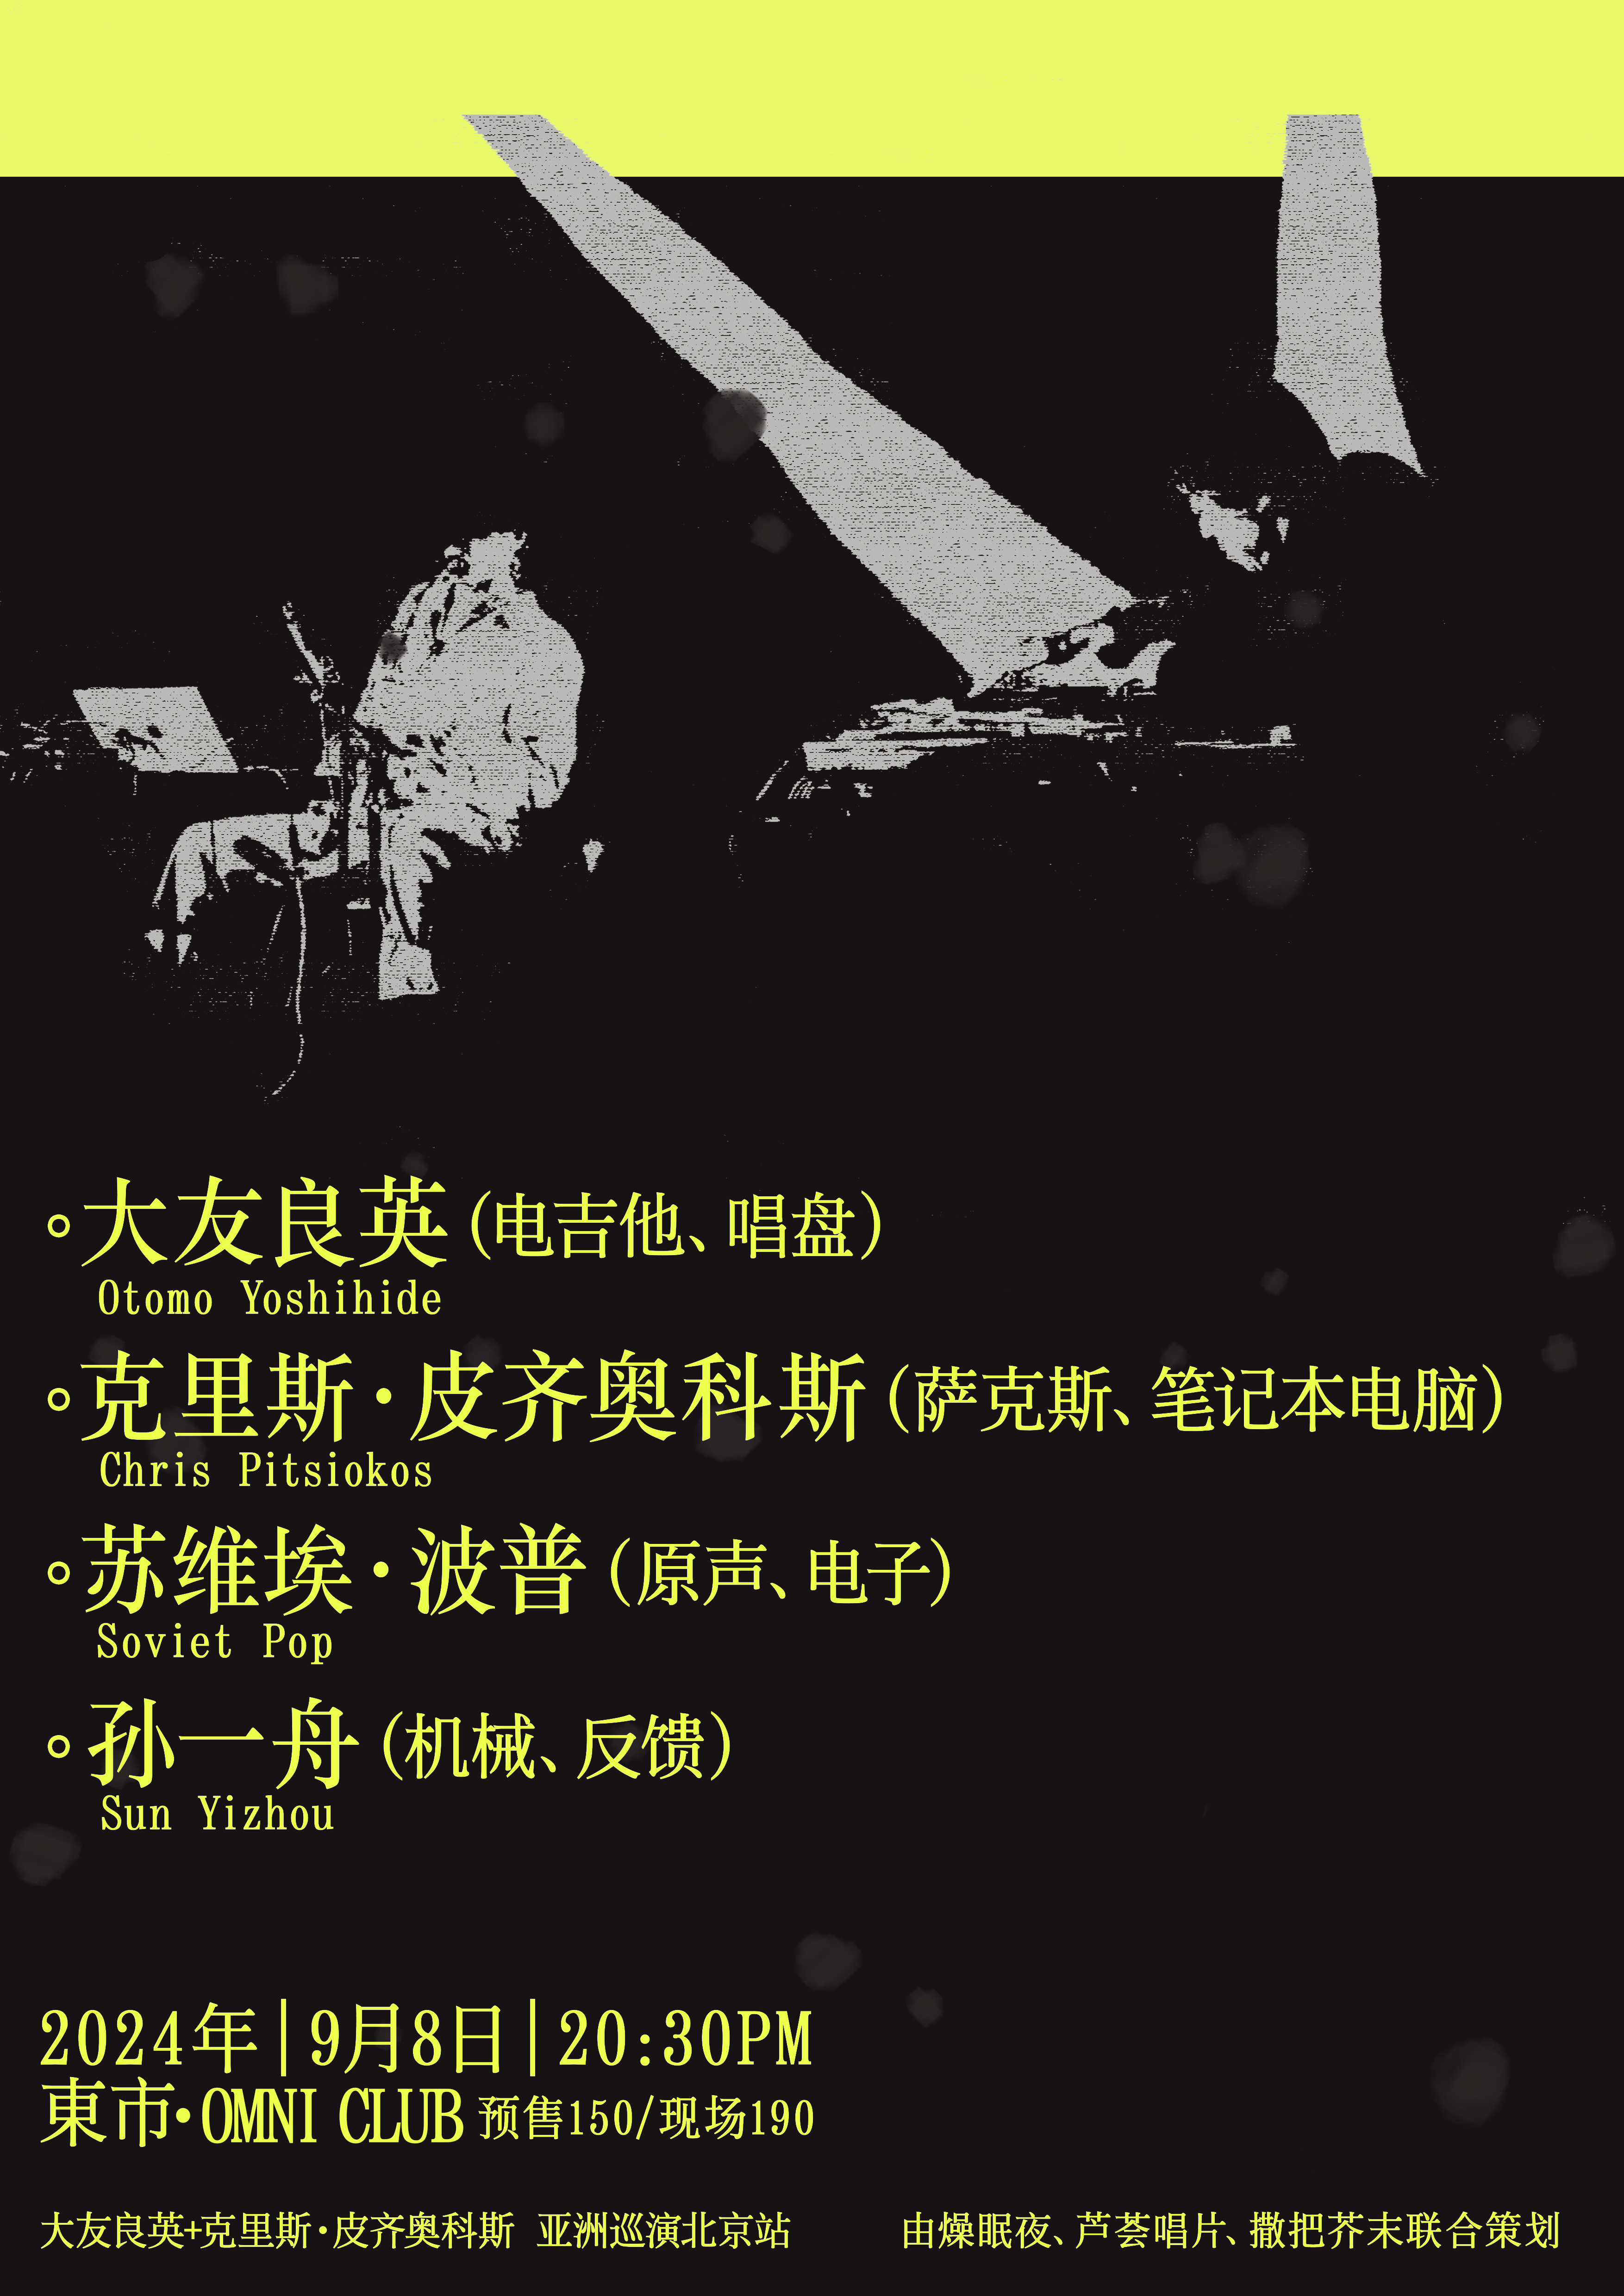 大友良英（电吉他、唱盘）
Otomo Yoshihide
克里斯·皮齐奥科斯（萨克斯、笔记本电脑）
Chris Pitsiokos
苏维埃·波普（原声、电子）
Soviet Pop
孙一舟（机械、反馈）
Sun Yizhou
2024年|9月8日|20:30PM
東市·OMNI CLUB 预售150/现场190
大友良英+克里斯·皮齐奥科斯 亚洲巡演北京站
由燥眠夜、芦荟唱片、撒把芥末联合策划